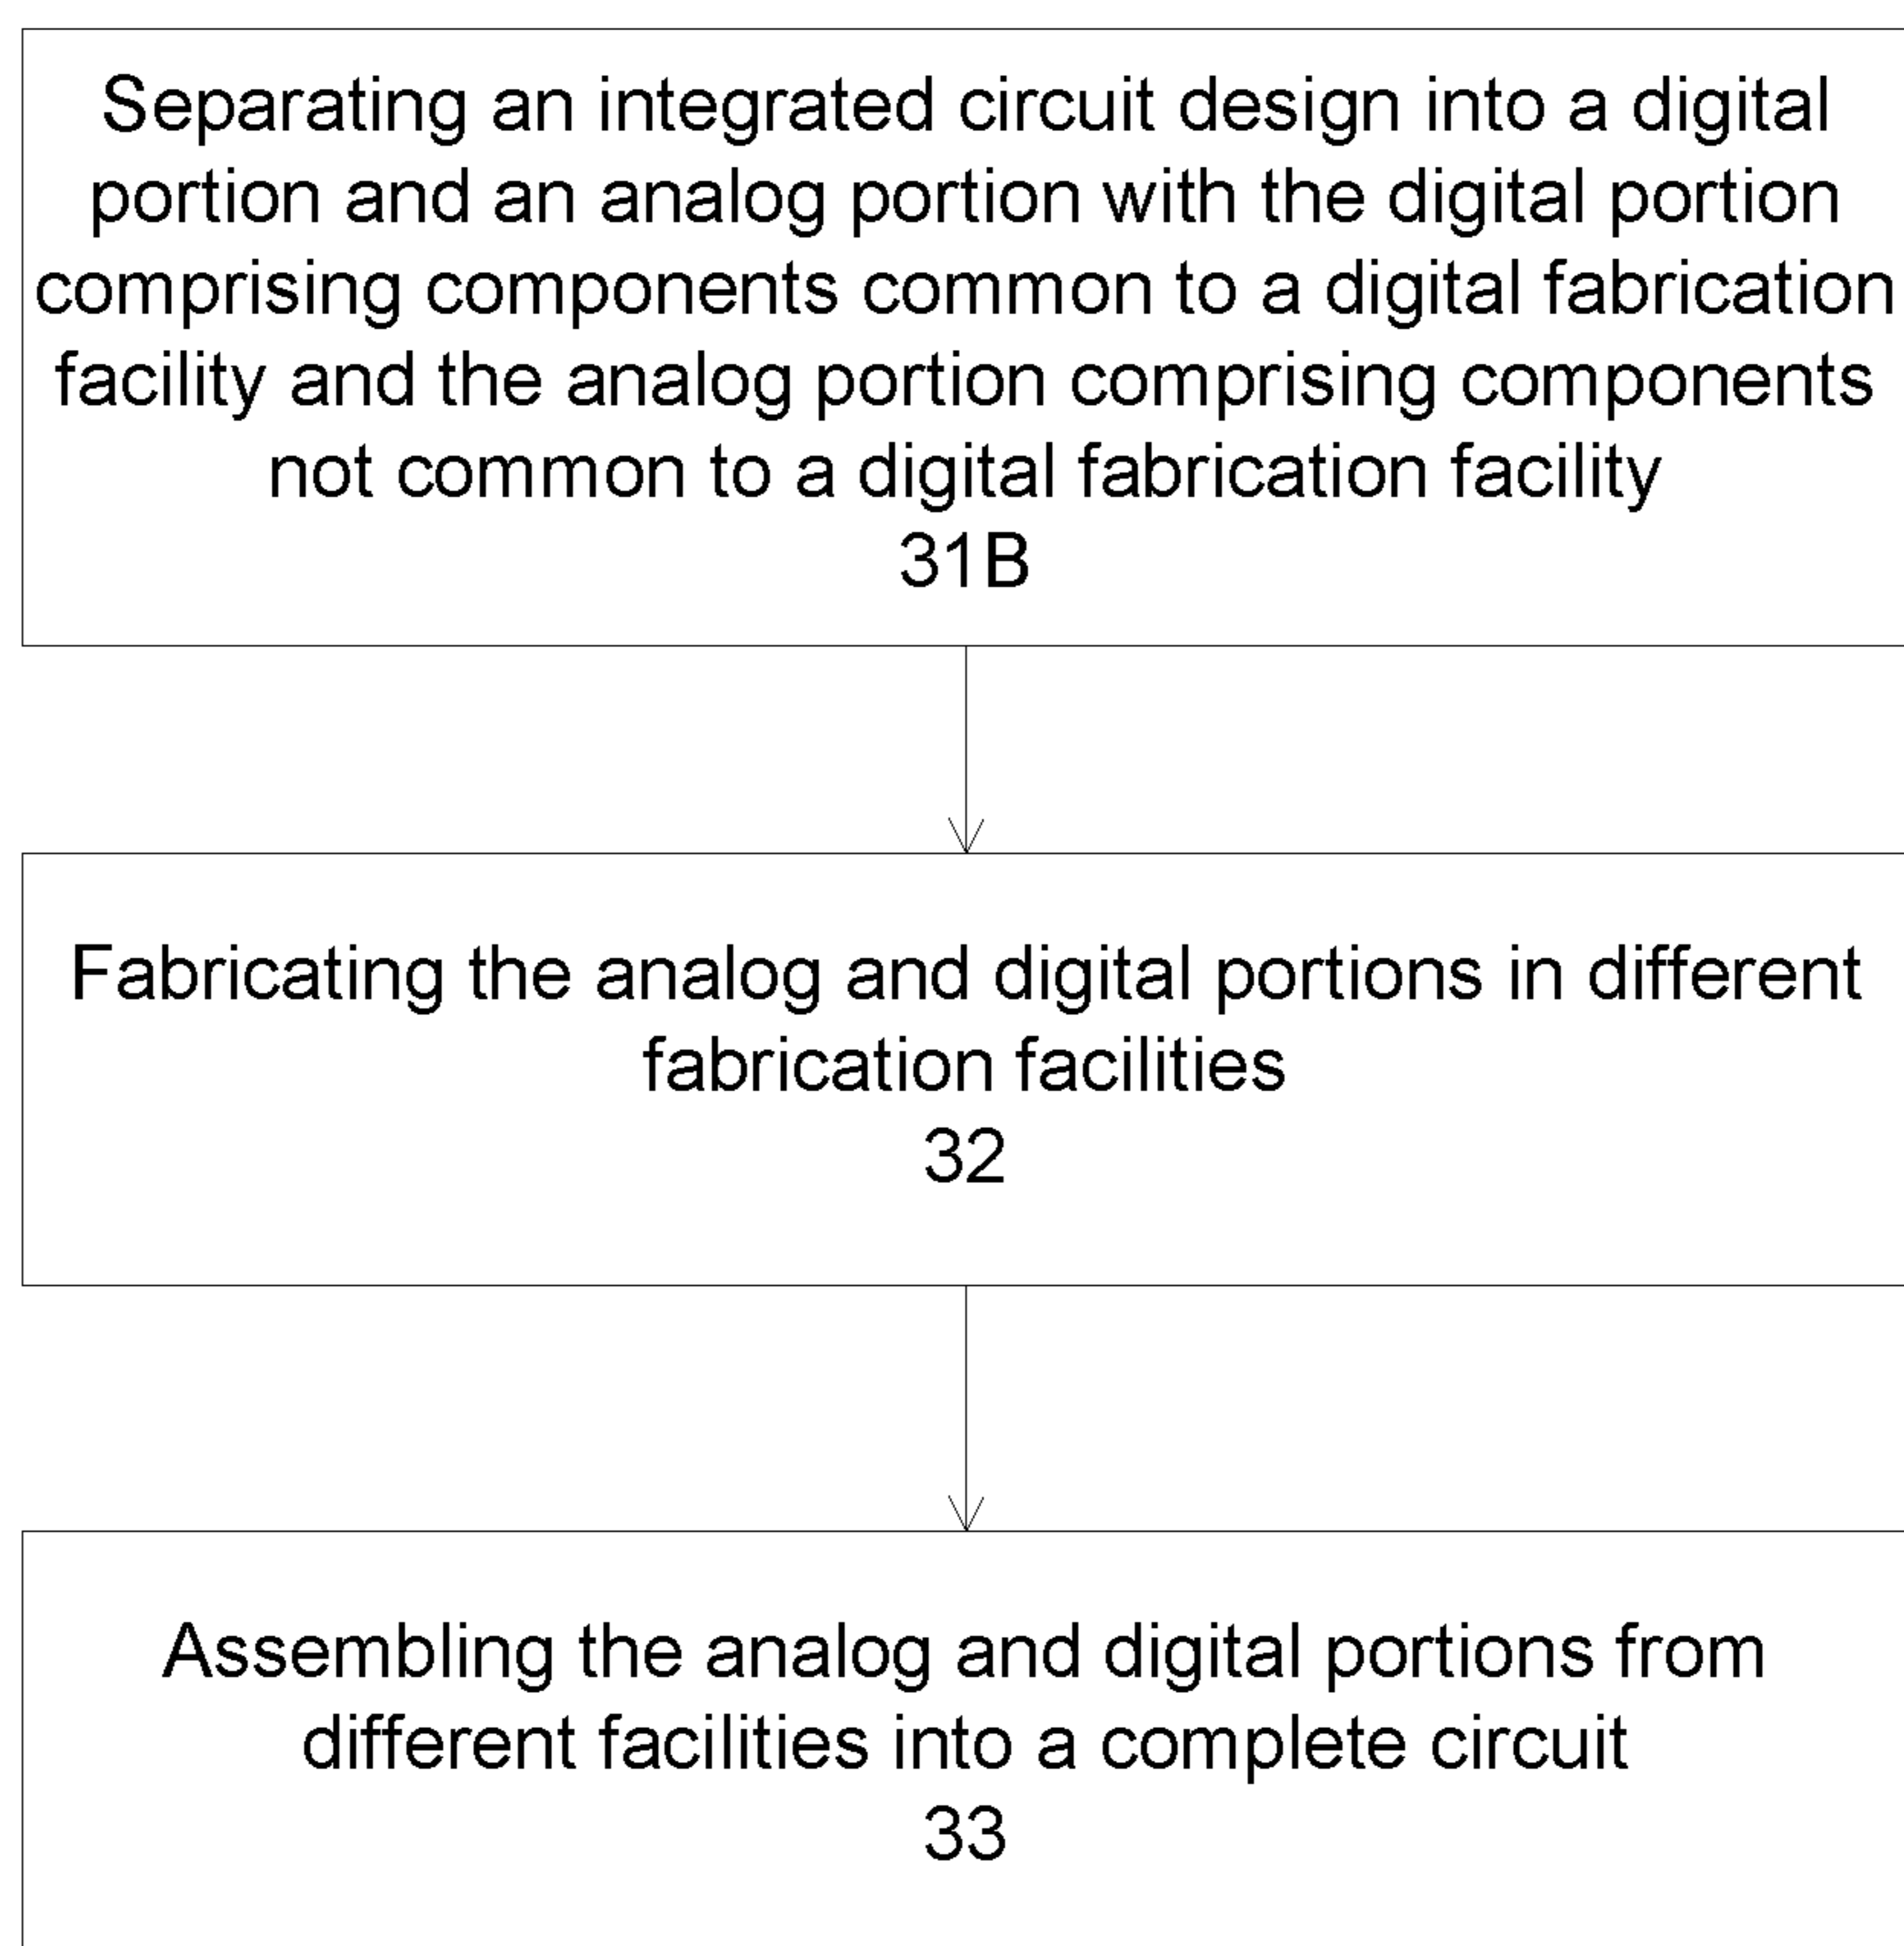 Separating an integrated circuit design into a digital
portion and an analog portion with the digital portion
comprising components common to a digital fabrication
facility and the analog portion comprising components
not common to a digital fabrication facility
31B
Fabricating the analog and digital portions in different
fabrication facilities
32
Assembling the analog and digital portions from
different facilities into a complete circuit
33